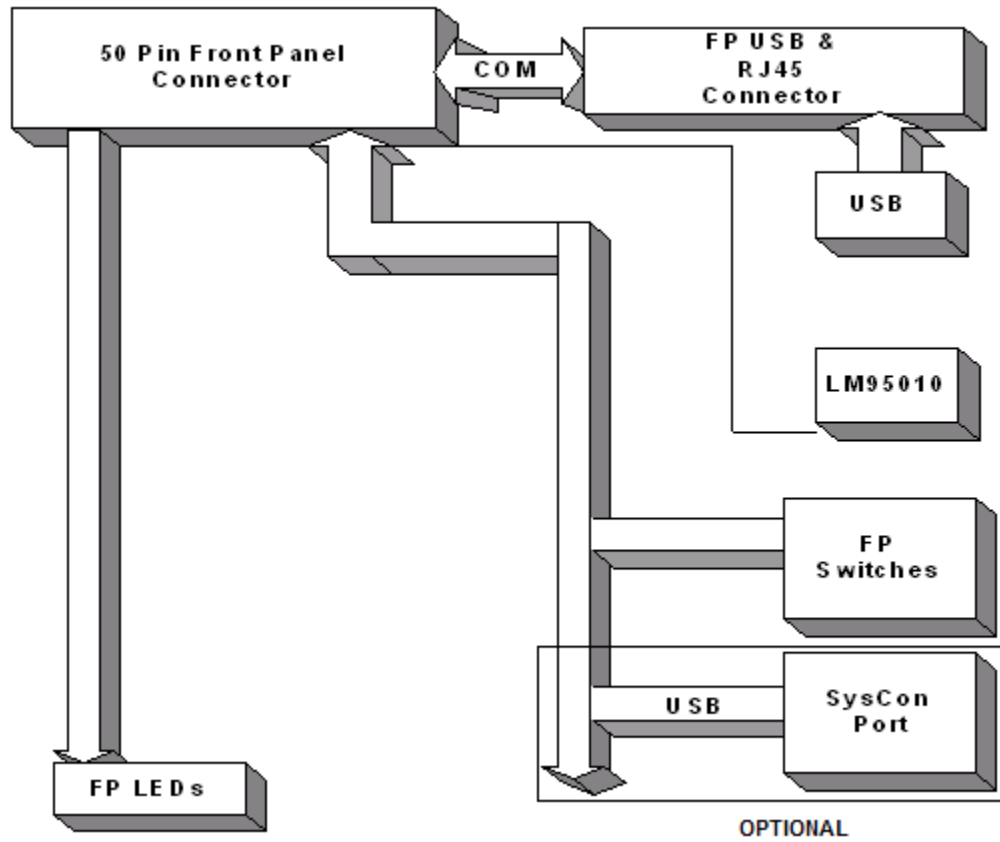 50 Pin Front Panel
Connector
COM
FP USB &
RJ45
Connector
USB
LM95010
FP
Switches
USB
SysCon
Port
FP LEDs
OPTIONAL